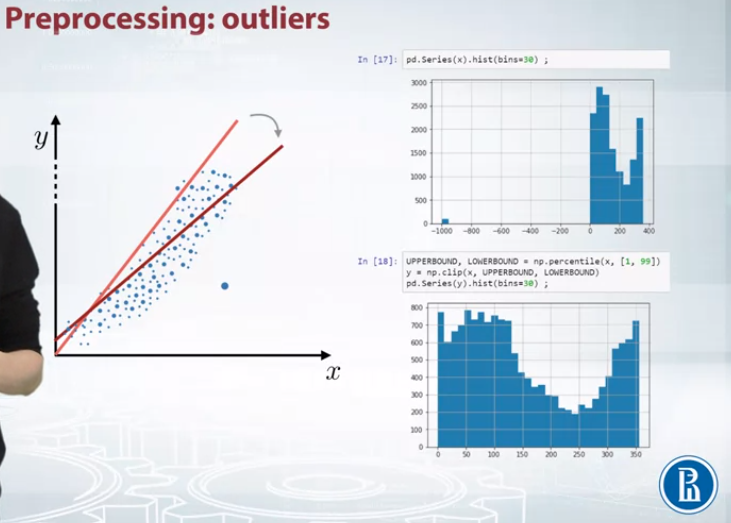 Preprocessing: outliers
In [17]: pd.Series(x).hist(bins=30) ;
3000
2500
2000
1500
1000
500
0
−1000 −800 −600 −400 −200 0 200 400
y
x
In [18]: UPPERBOUND, LOWERBOUND = np.percentile(x, [1, 99])
y = np.clip(x, UPPERBOUND, LOWERBOUND)
pd.Series(y).hist(bins=30) ;
800
700
600
500
400
300
200
100
0
0 50 100 150 200 250 300 350